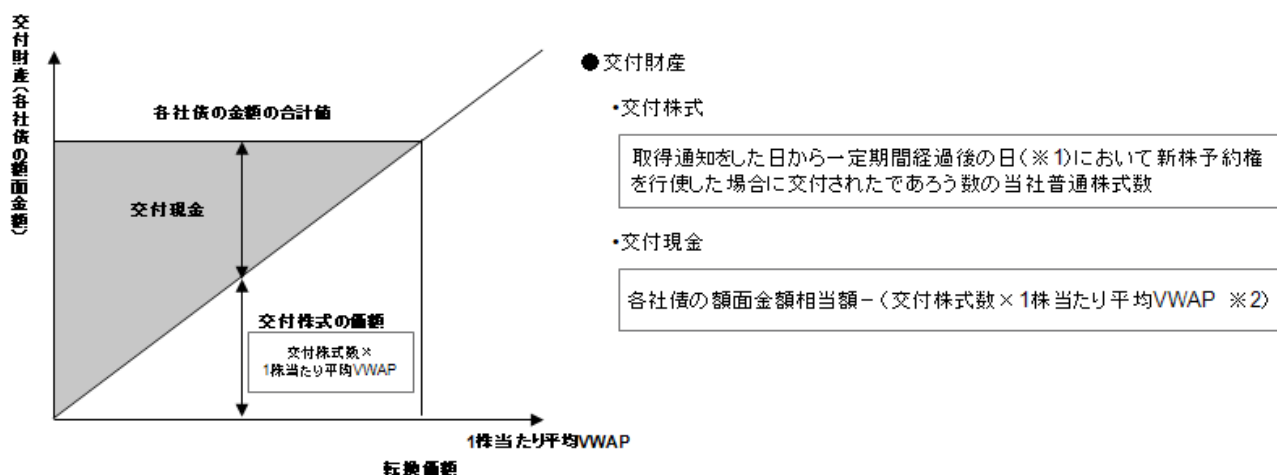 交付財産(各社債の額面金額)
各社債の金額の合計値
交付現金
交付株式の価額
交付株式数×
1株当たり平均VWAP
1株当たり平均VWAP
転換価額
●交付財産
・交付株式
取得通知をした日から一定期間経過後の日(※1)において新株予約権
を行使した場合に交付されたであろう数の当社普通株式数
・交付現金
各社債の額面金額相当額-(交付株式数×1株当たり平均VWAP ※2)